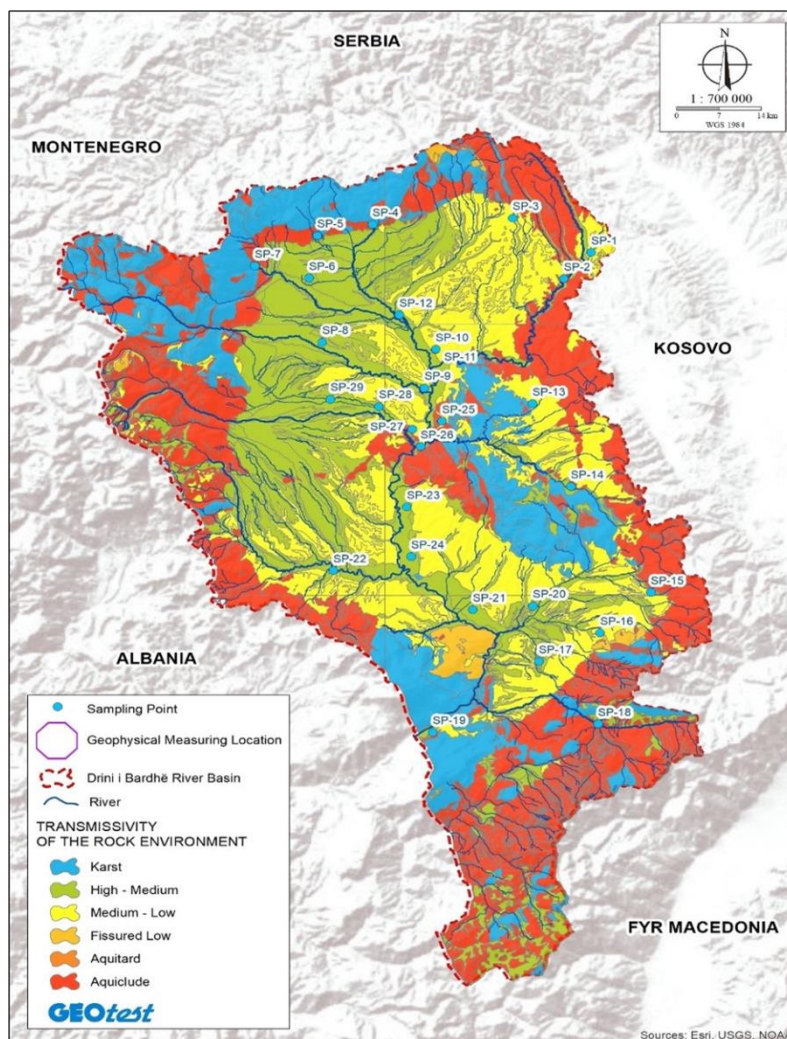 SERBIA
N
1 : 700 000
0 7 14 km
WGS 1984
MONTENEGRO
SP-3
SP-4
SP-5
SP-1
SP-7
SP-6
SP-2
SP-12
SP-8
SP-10
KOSOVO
SP-11
SP-9
SP-29
SP-28
SP-13
SP-25
SP-27
SP-26
SP-14
SP-23
SP-24
SP-22
SP-15
SP-21
SP-20
SP-16
ALBANIA
SP-17
SP-19
SP-18
Sampling Point
Geophysical Measuring Location
Drini i Bardhë River Basin
River
TRANSMISSIVITY
OF THE ROCK ENVIRONMENT
Karst
High - Medium
Medium - Low
Fissured Low
Aquitard
Aquiclude
GEOtest
FYR MACEDONIA
Sources: Esri, USGS, NOAA